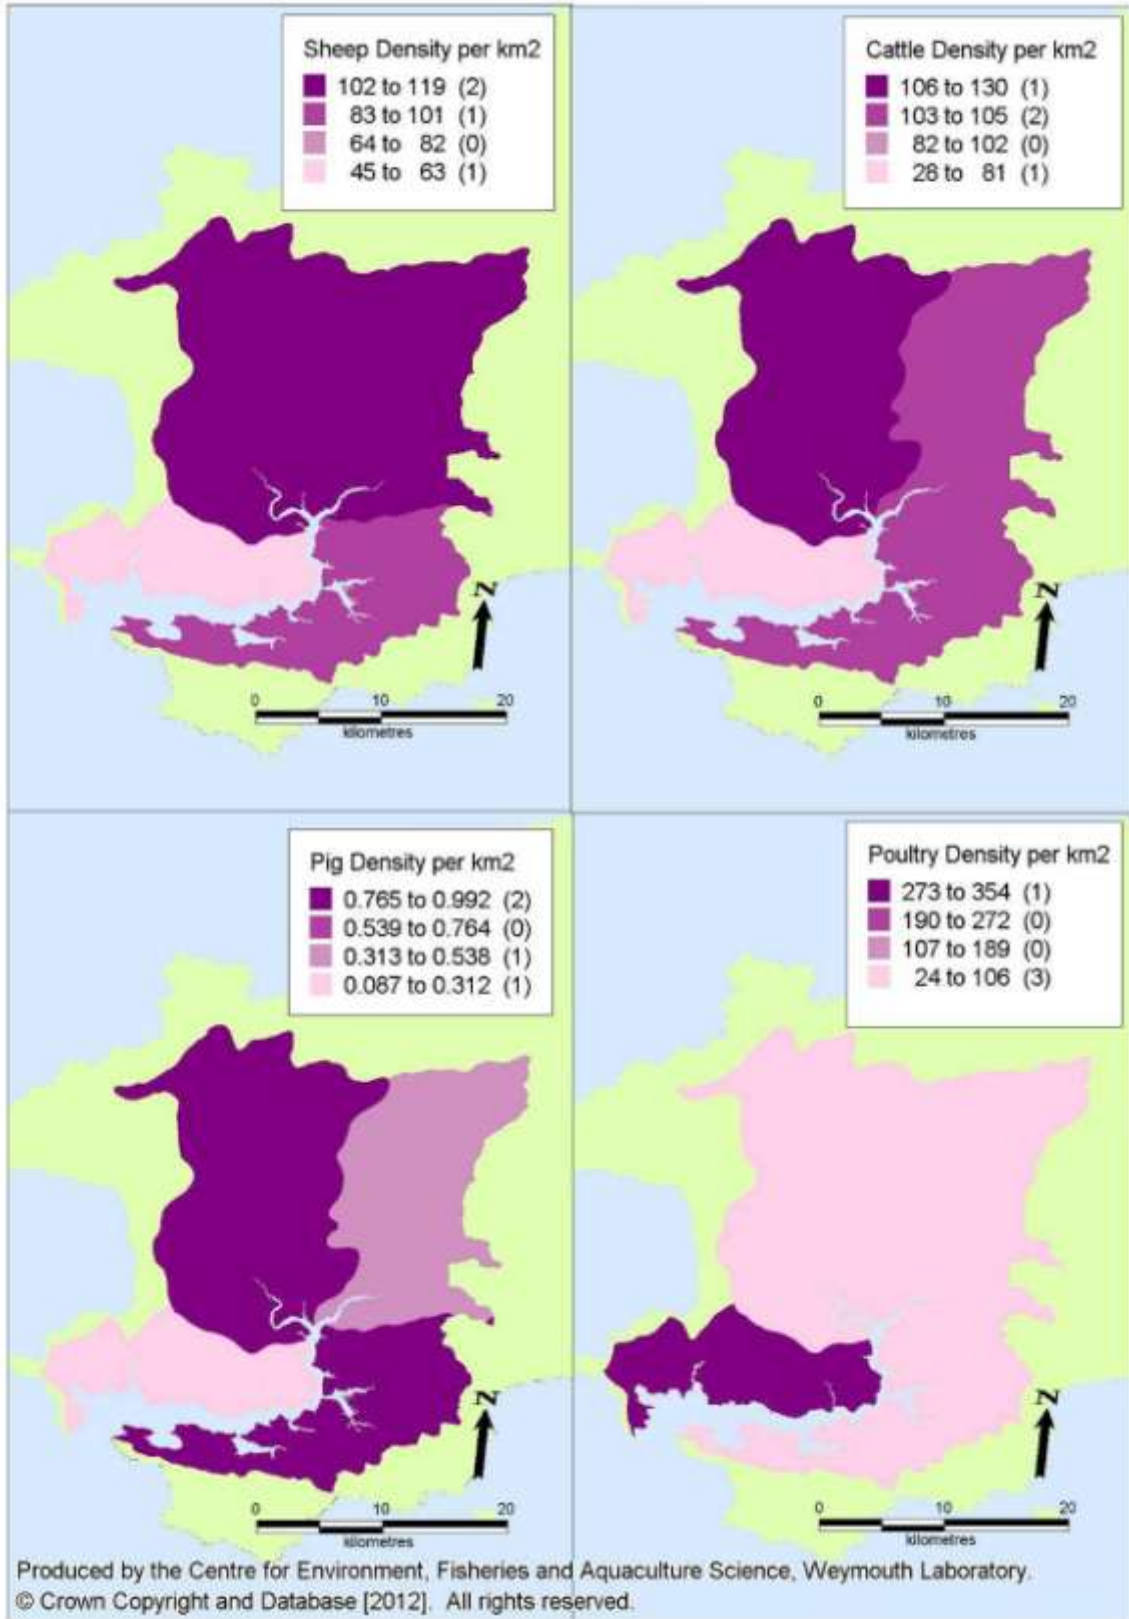 Sheep Density per km2
102 to 119 (2)
83 to 101 (1)
64 to 82 (0)
45 to 63 (1)
N
0 10 20
kilometres
Cattle Density per km2
106 to 130 (1)
103 to 105 (2)
82 to 102 (0)
28 to 81 (1)
N
0 10 20
kilometres
Pig Density per km2
0.765 to 0.992 (2)
0.539 to 0.764 (0)
0.313 to 0.538 (1)
0.087 to 0.312 (1)
N
0 10 20
kilometres
Poultry Density per km2
273 to 354 (1)
190 to 272 (0)
107 to 189 (0)
24 to 106 (3)
N
0 10 20
kilometres
Produced by the Centre for Environment, Fisheries and Aquaculture Science, Weymouth Laboratory.
© Crown Copyright and Database [2012]. All rights reserved.